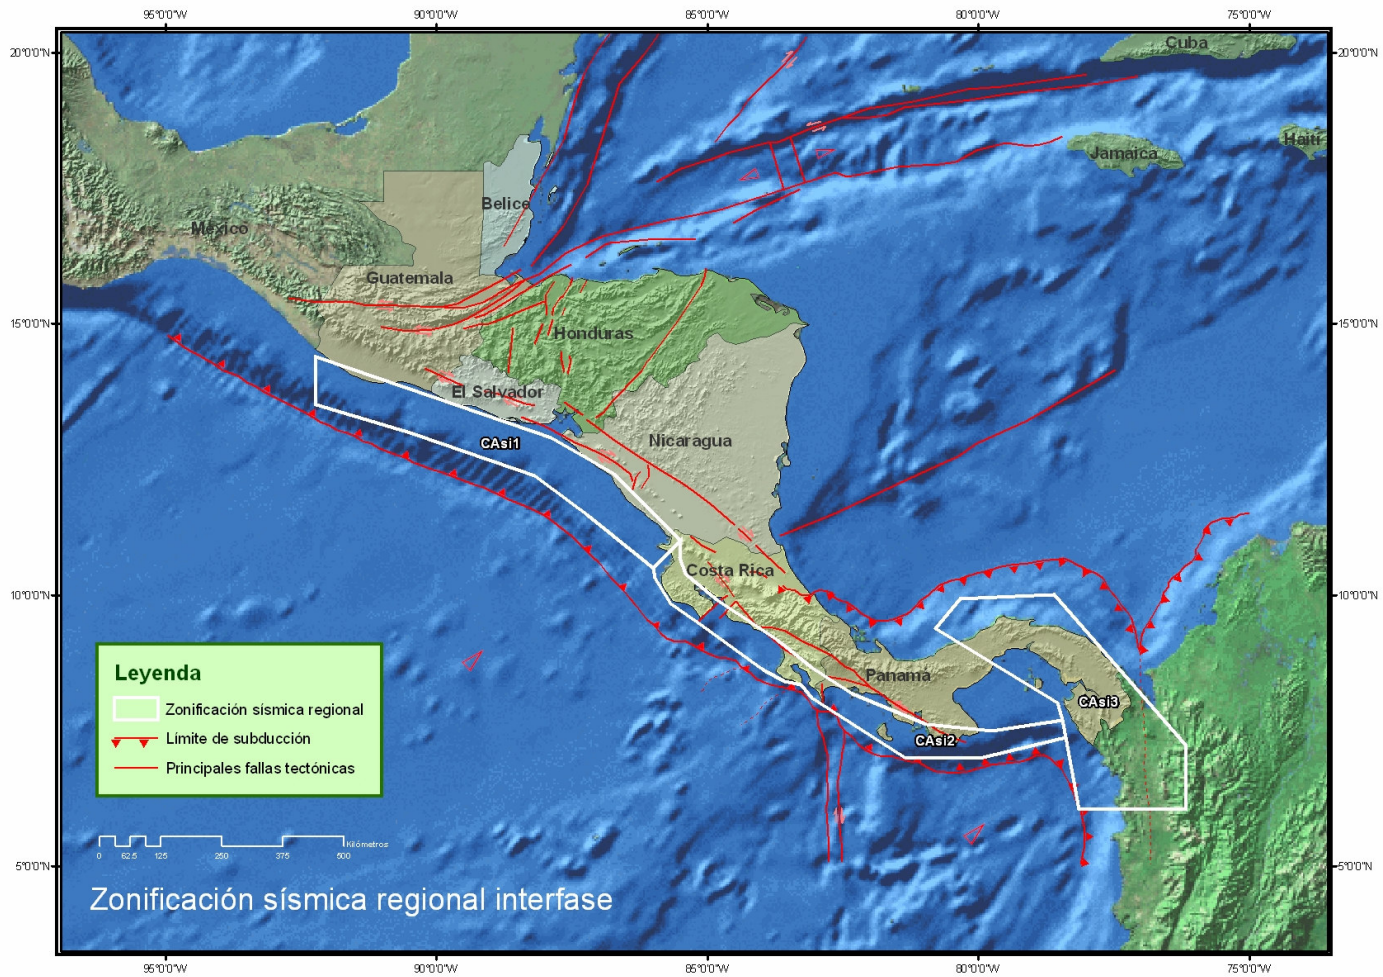 95°0'0"W 90°0'0"W 85°0'0"W 80°0'0"W 75°0'0"W
20°0'0"N 20°0'0"N
Cuba
Haití
Jamaica
Belice
México
Guatemala
15°0'0"N 15°0'0"N
Honduras
El Salvador
CAsi1
Nicaragua
Costa Rica
10°0'0"N 10°0'0"N
Panamá
CAsi3
CAsi2
Leyenda
Zonificación sísmica regional
Límite de subducción
Principales fallas tectónicas
Kilómetros
0 62.5 125 250 375 500
5°0'0"N 5°0'0"N
Zonificación sísmica regional interfase
95°0'0"W 90°0'0"W 85°0'0"W 80°0'0"W 75°0'0"W